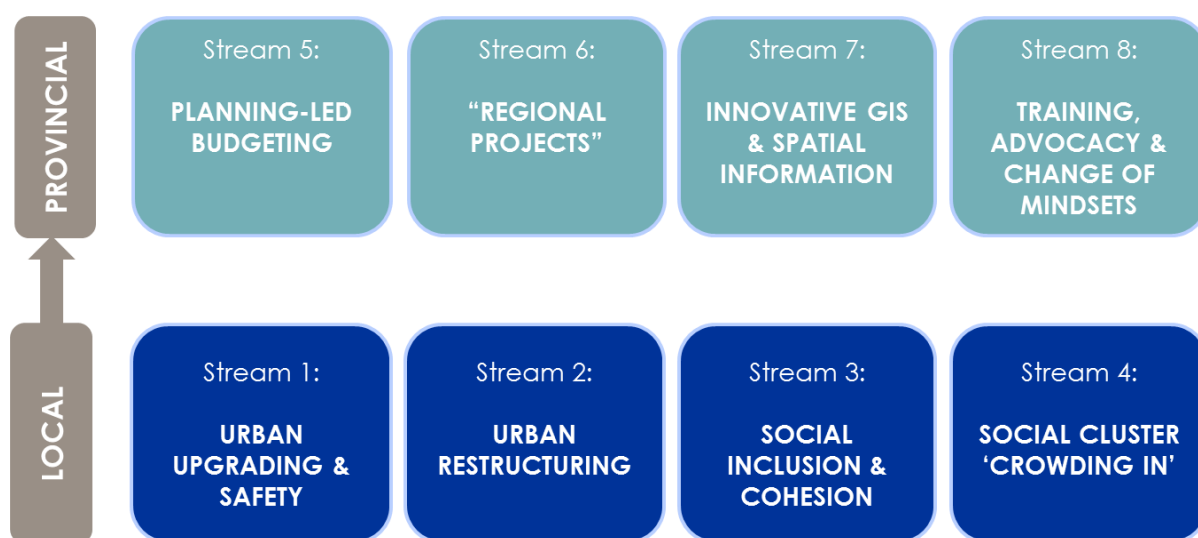 PROVINCIAL
Stream 5:
PLANNING-LED
BUDGETING
Stream 6:
“REGIONAL
PROJECTS”
Stream 7:
INNOVATIVE GIS
& SPATIAL
INFORMATION
Stream 8:
TRAINING,
ADVOCACY &
CHANGE OF
MINDSETS
LOCAL
Stream 1:
URBAN
UPGRADING &
SAFETY
Stream 2:
URBAN
RESTRUCTURING
Stream 3:
SOCIAL
INCLUSION &
COHESION
Stream 4:
SOCIAL CLUSTER
‘CROWDING IN’